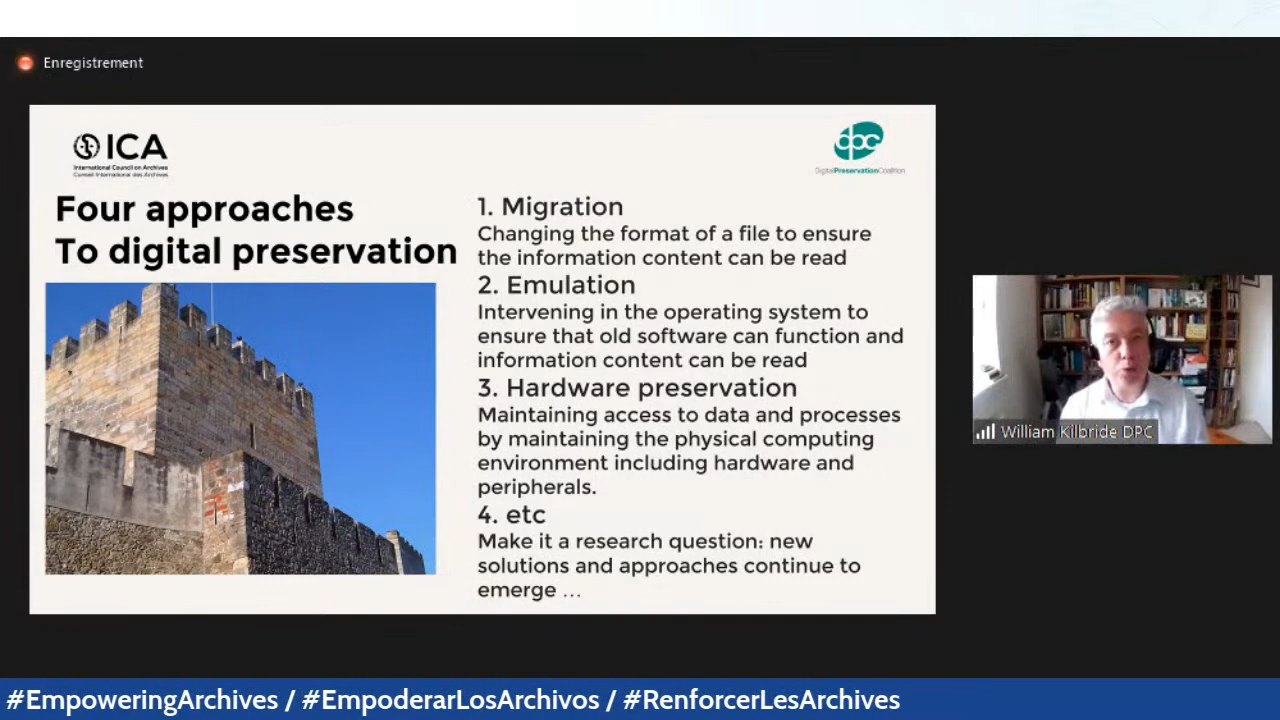 Enregistrement
ICA
International Council on Archives
Conseil International des Archives
dpc
DigitalPreservationCoalition
Four approaches
To digital preservation
1. Migration
Changing the format of a file to ensure
the information content can be read
2. Emulation
Intervening in the operating system to
ensure that old software can function and
information content can be read
3. Hardware preservation
Maintaining access to data and processes
by maintaining the physical computing
environment including hardware and
peripherals.
4. etc
Make it a research question: new
solutions and approaches continue to
emerge …
William Kilbride DPC
#EmpoweringArchives / #EmpoderarLosArchivos / #RenforcerLesArchives